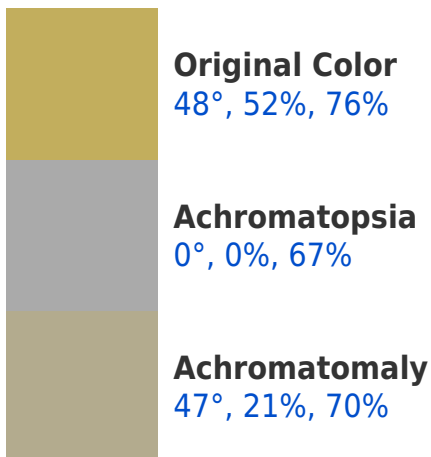 Original Color
48°, 52%, 76%
Achromatopsia
0°, 0%, 67%
Achromatomaly
47°, 21%, 70%